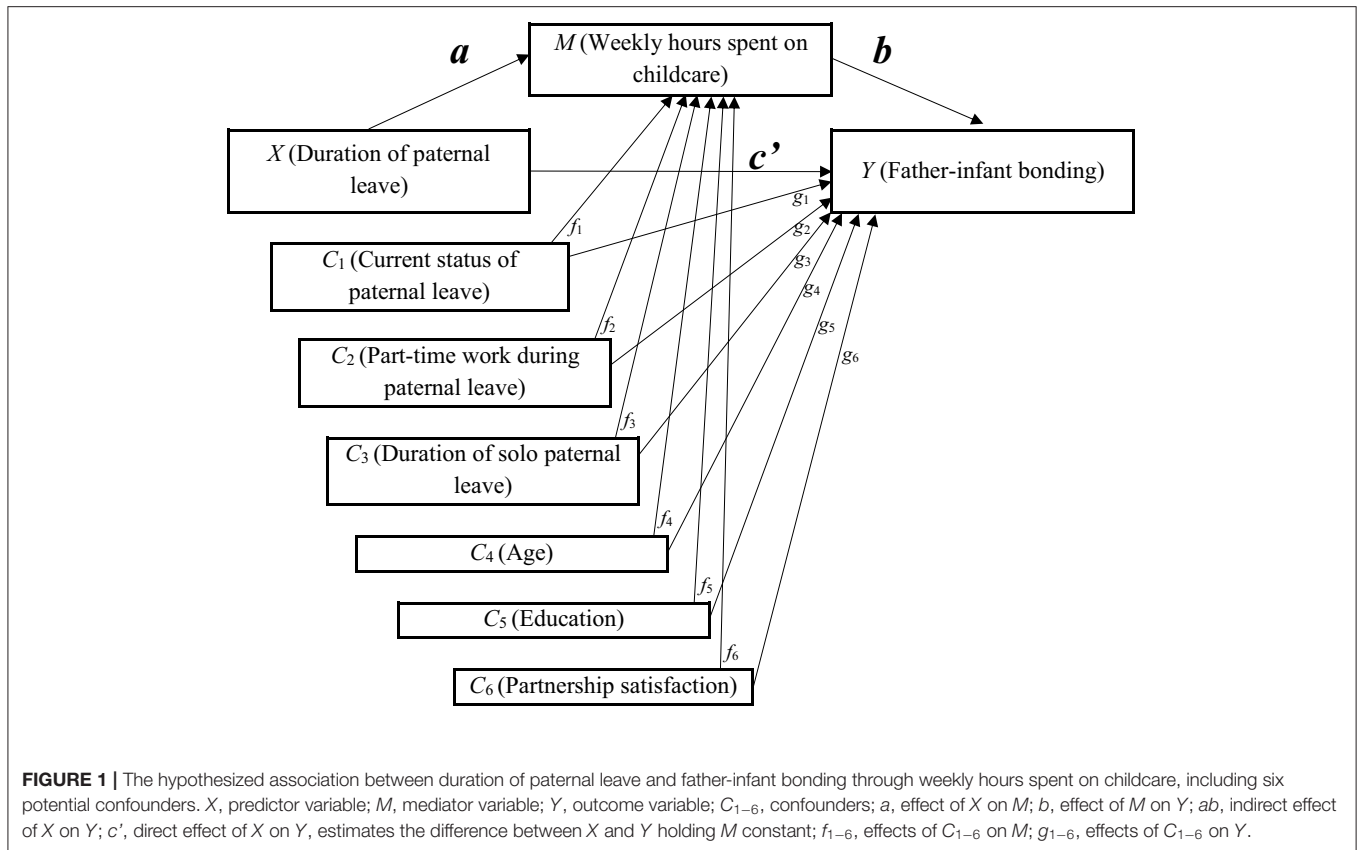 M (Weekly hours spent on
childcare)
a
b
X (Duration of paternal
leave)
c’
Y (Father-infant bonding)
f1
g1
C1 (Current status of
paternal leave)
g2
g3
f2
g4
C2 (Part-time work during
paternal leave)
g5
g6
f3
C3 (Duration of solo paternal
leave)
f4
C4 (Age)
f5
C5 (Education)
f6
C6 (Partnership satisfaction)
FIGURE 1 | The hypothesized association between duration of paternal leave and father-infant bonding through weekly hours spent on childcare, including six
potential confounders. X, predictor variable; M, mediator variable; Y, outcome variable; C1–6, confounders; a, effect of X on M; b, effect of M on Y; ab, indirect effect
of X on Y; c’, direct effect of X on Y, estimates the difference between X and Y holding M constant; f1–6, effects of C1–6 on M; g1–6, effects of C1–6 on Y.